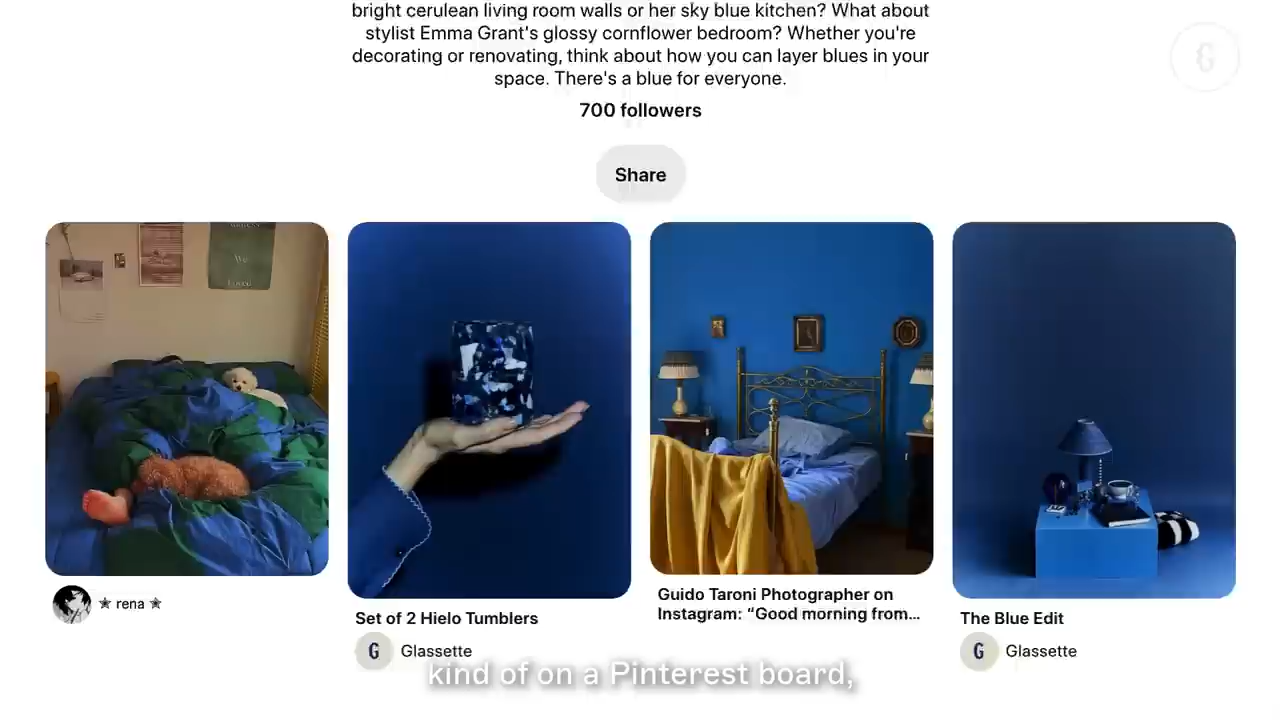 bright cerulean living room walls or her sky blue kitchen? What about
stylist Emma Grant's glossy cornflower bedroom? Whether you're
decorating or renovating, think about how you can layer blues in your
space. There's a blue for everyone.
700 followers
Share
We
Loved
★ rena ★
Set of 2 Hielo Tumblers
G Glassette
Guido Taroni Photographer on
Instagram: “Good morning from...
The Blue Edit
G Glassette
kind of on a Pinterest board,
G